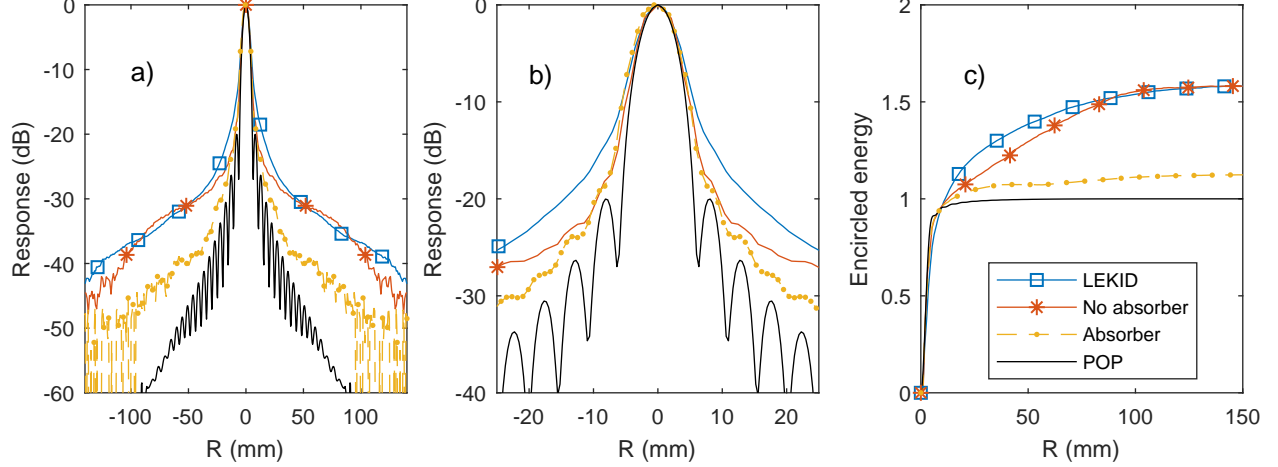 a)
0
-10
-20
-30
-40
-50
-60
Response (dB)
-100 -50 0 50 100
R (mm)
b)
0
-10
-20
-30
-40
Response (dB)
-20 -10 0 10 20
R (mm)
c)
2
1.5
1
0.5
0
Encircled energy
0 50 100 150
R (mm)
LEKID
No absorber
Absorber
POP